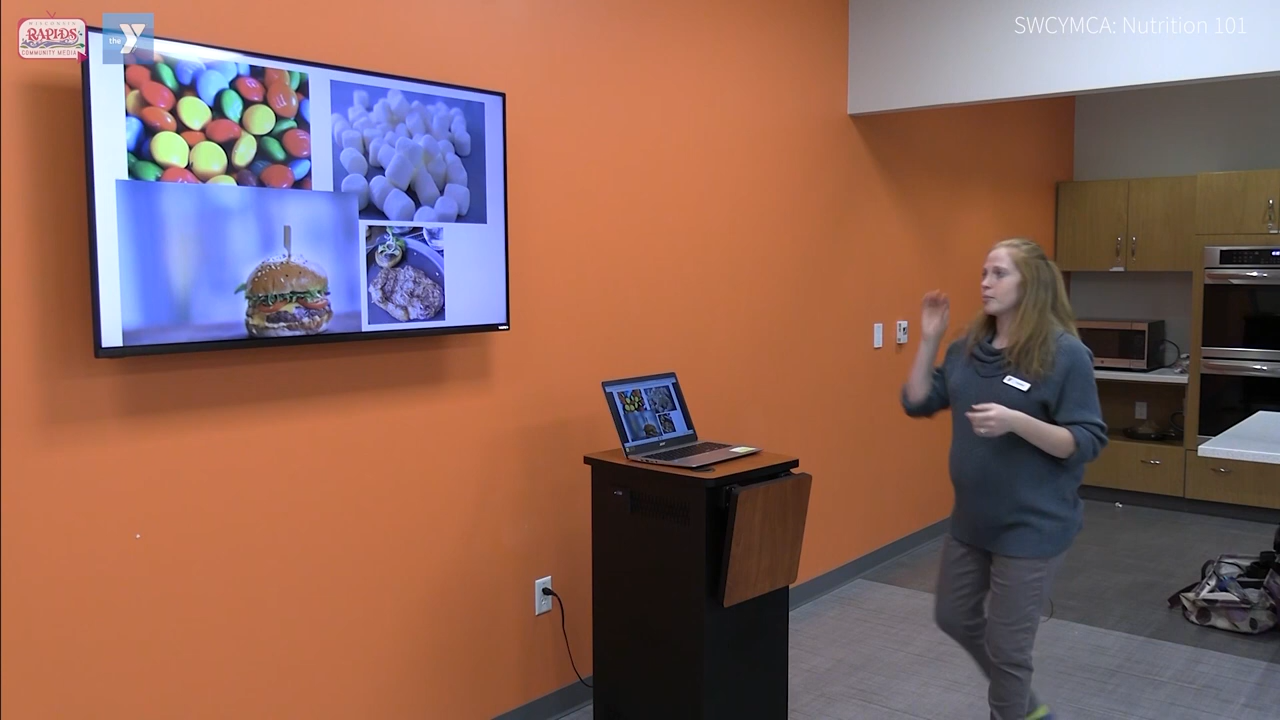 WISCONSIN
RAPIDS
COMMUNITY MEDIA
the Y
SWCYMCA: Nutrition 101